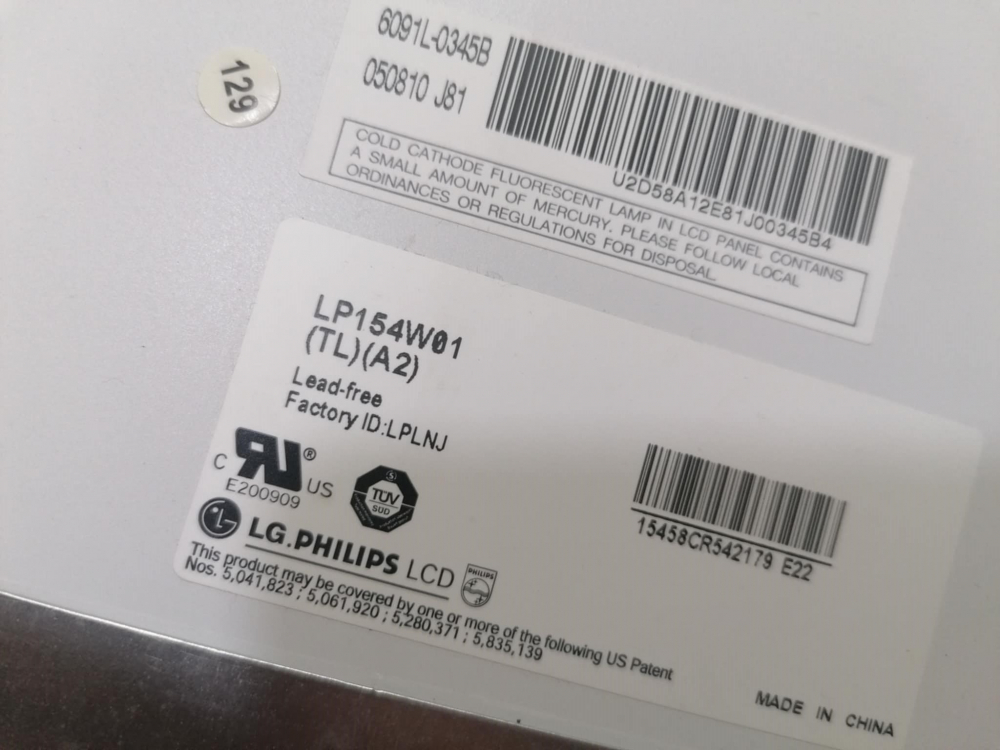 129
6091L-0345B
050810 J81
U2D58A12E81J00345B4
COLD CATHODE FLUORESCENT LAMP IN LCD PANEL CONTAINS
A SMALL AMOUNT OF MERCURY. PLEASE FOLLOW LOCAL
ORDINANCES OR REGULATIONS FOR DISPOSAL.
LP154W01
(TL)(A2)
Lead-free
Factory ID:LPLNJ
C RU® US
E200909
S
TUV
SUD
15458CR542179 E22
LG.PHILIPS LCD
PHILIPS
This product may be covered by one or more of the following US Patent
Nos. 5,041,823 ; 5,061,920 ; 5,280,371 ; 5,835,139
MADE IN CHINA